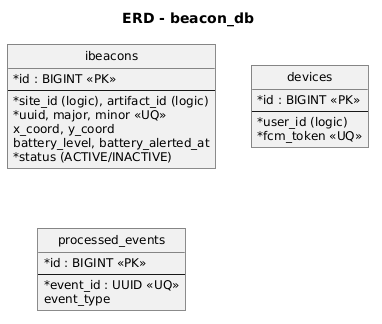 ERD - beacon_db
ibeacons
*id : BIGINT «PK»
*site_id (logic), artifact_id (logic)
*uuid, major, minor «UQ»
x_coord, y_coord
battery_level, battery_alerted_at
*status (ACTIVE/INACTIVE)
devices
*id : BIGINT «PK»
*user_id (logic)
*fcm_token «UQ»
processed_events
*id : BIGINT «PK»
*event_id : UUID «UQ»
event_type